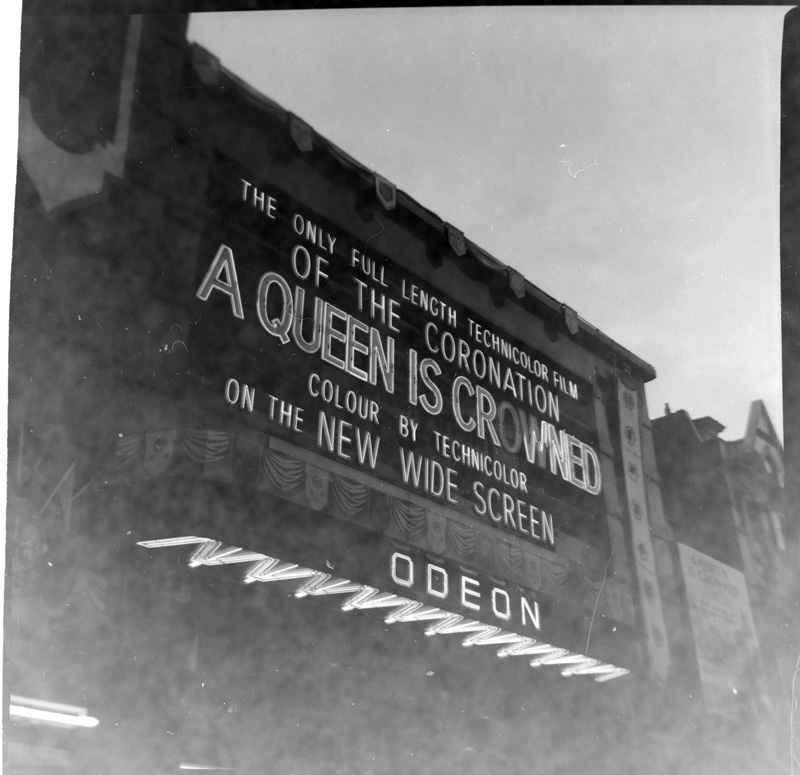 THE ONLY FULL LENGTH TECHNICOLOR FILM
OF THE CORONATION
A QUEEN IS CROWNED
COLOUR BY TECHNICOLOR
ON THE NEW WIDE SCREEN
ODEON